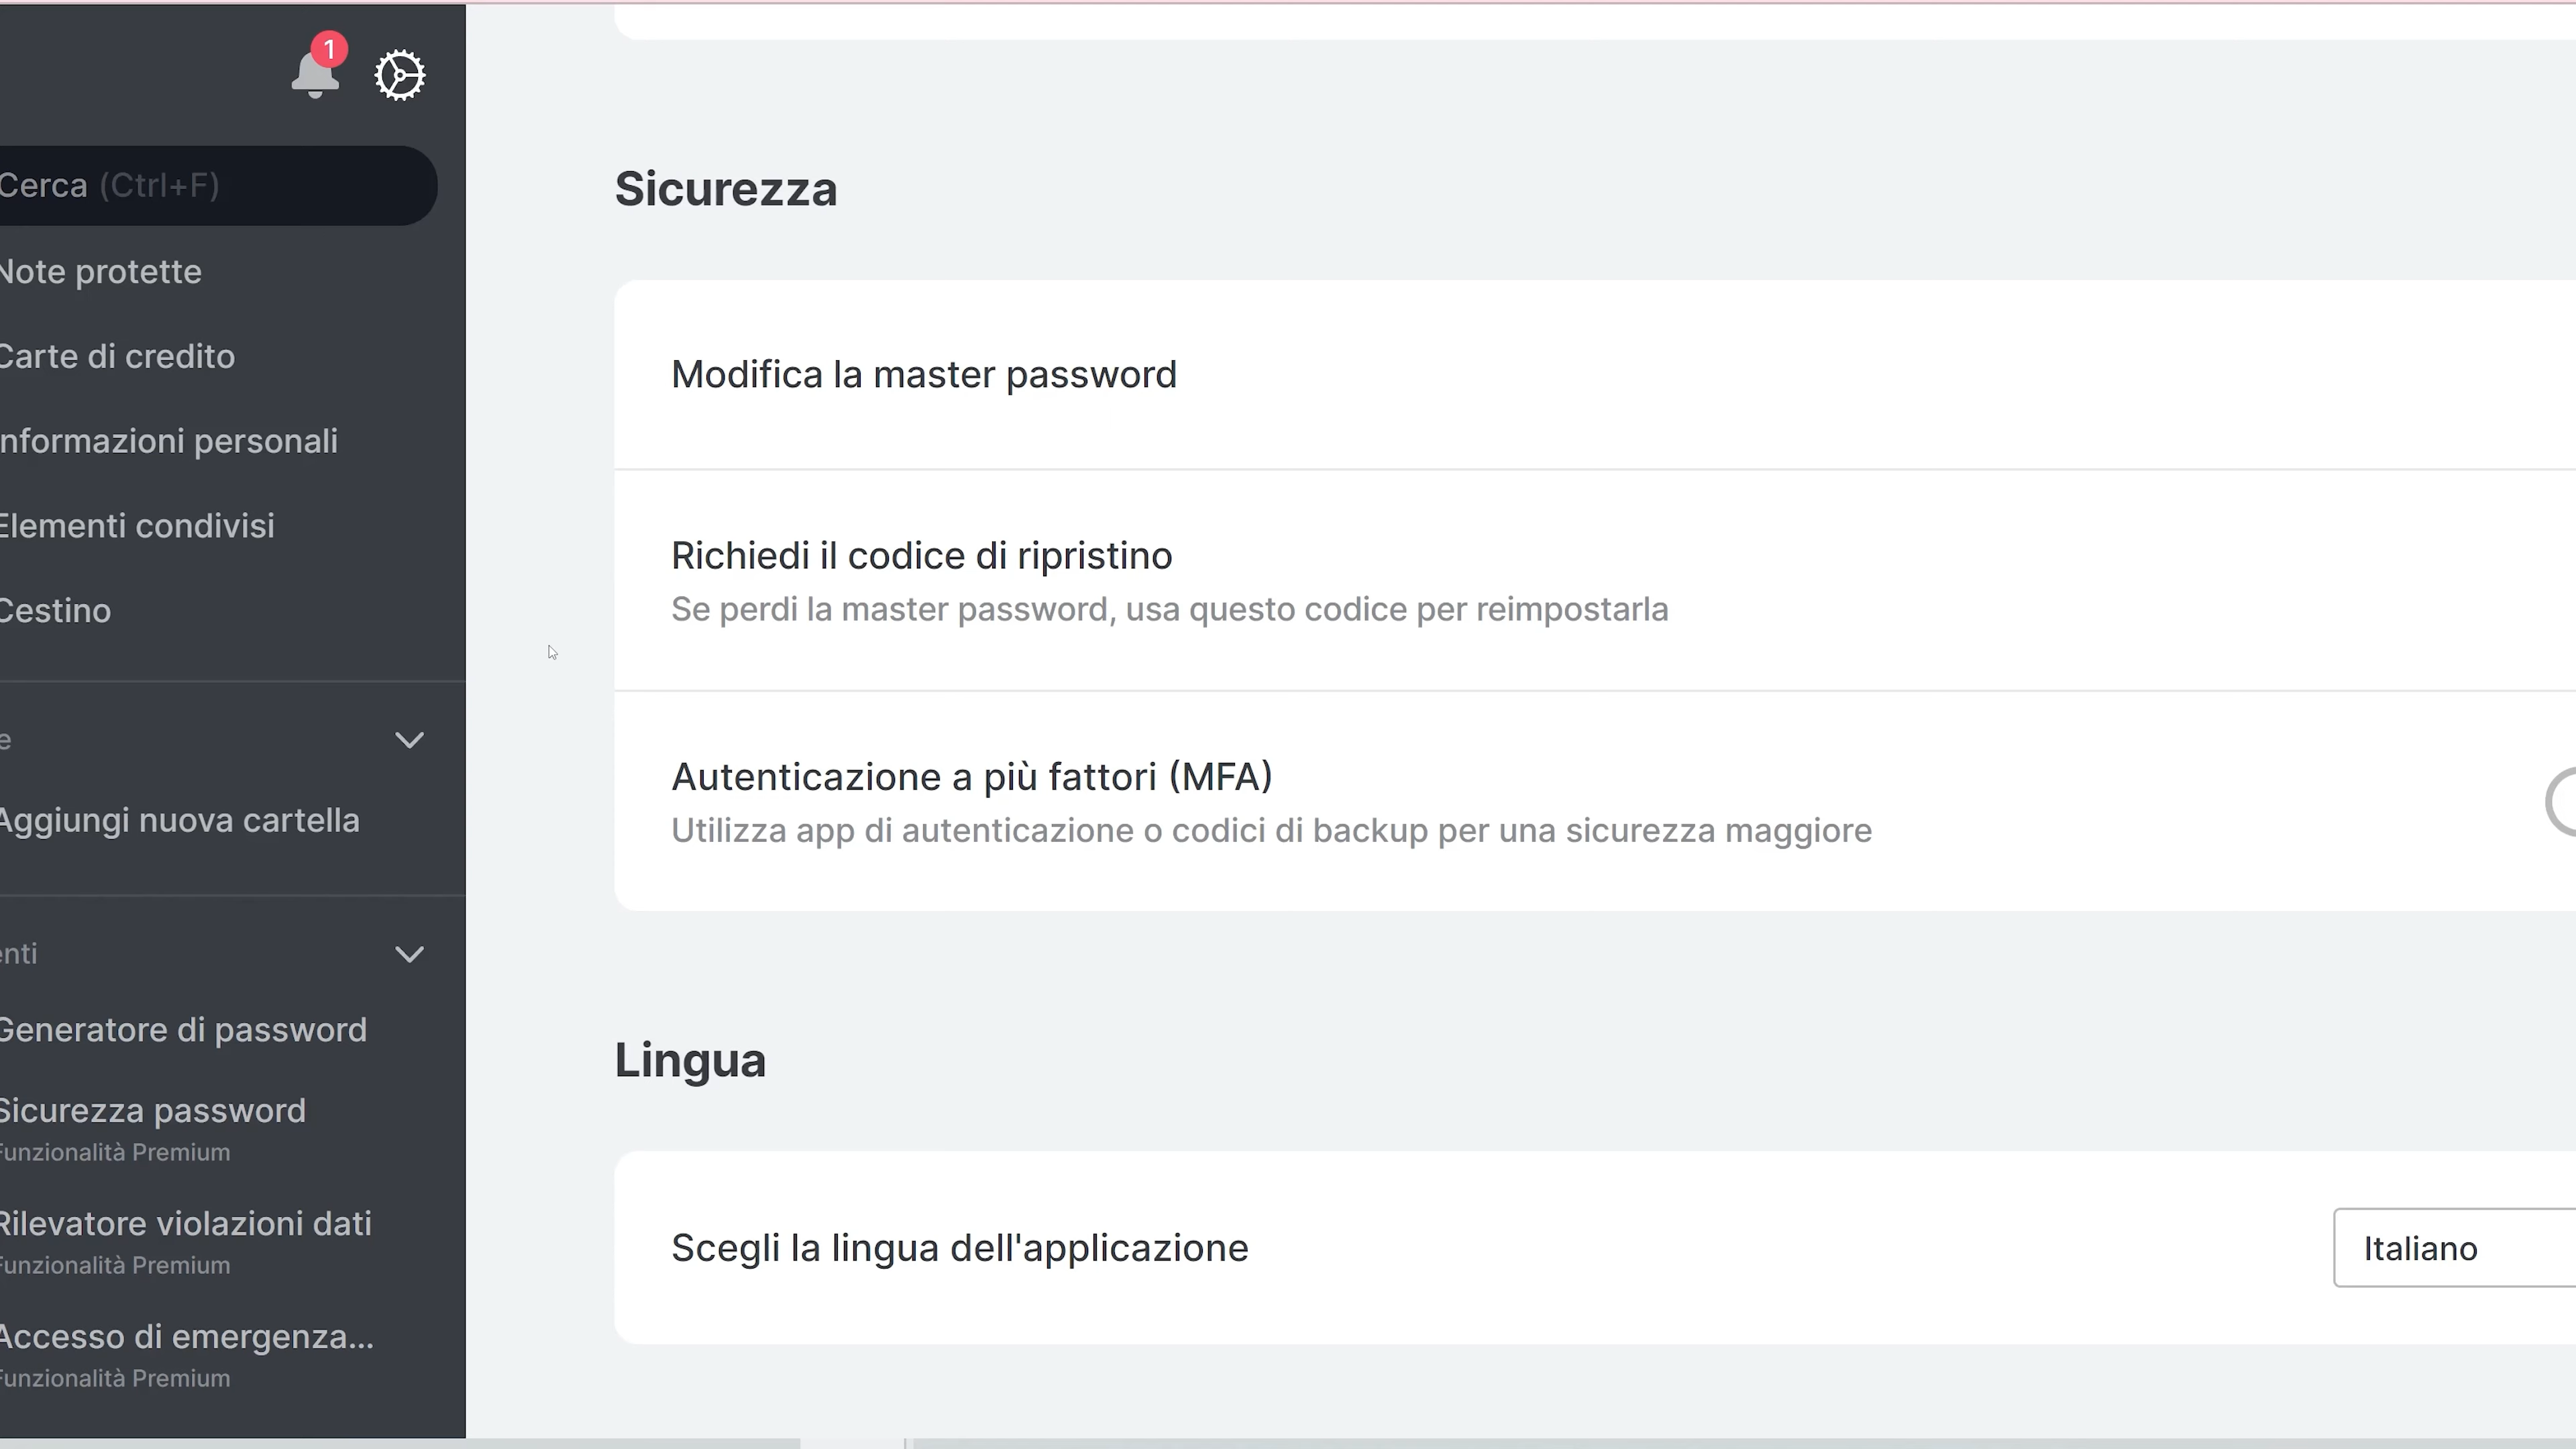 1
Cerca (Ctrl+F)
Note protette
Carte di credito
Informazioni personali
Elementi condivisi
Cestino
Aggiungi nuova cartella
Generatore di password
Sicurezza password
Funzionalità Premium
Rilevatore violazioni dati
Funzionalità Premium
Accesso di emergenza...
Funzionalità Premium
Sicurezza
Modifica la master password
Richiedi il codice di ripristino
Se perdi la master password, usa questo codice per reimpostarla
Autenticazione a più fattori (MFA)
Utilizza app di autenticazione o codici di backup per una sicurezza maggiore
Lingua
Scegli la lingua dell'applicazione
Italiano